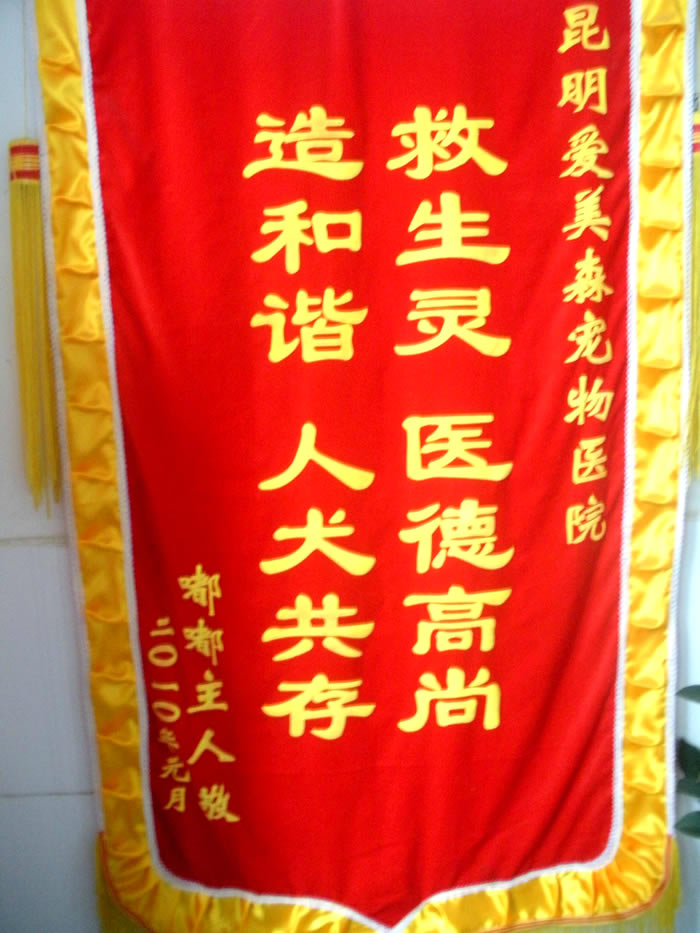 昆明爱美森宠物医院
救生灵 医德高尚
造和谐 人犬共存
嘟嘟主人敬
二〇一〇年元月